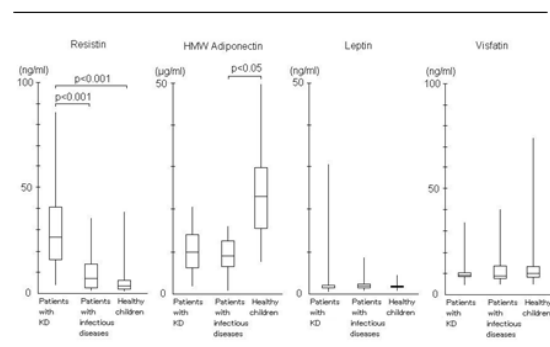 Resistin
(ng/ml)
p<0.001
p<0.001
100
50
0
Patients with KD
Patients with infectious diseases
Healthy children
HMW Adiponectin
(μg/ml)
p<0.05
50
0
Patients with KD
Patients with infectious diseases
Healthy children
Leptin
(ng/ml)
50
0
Patients with KD
Patients with infectious diseases
Healthy children
Visfatin
(ng/ml)
100
50
0
Patients with KD
Patients with infectious diseases
Healthy children